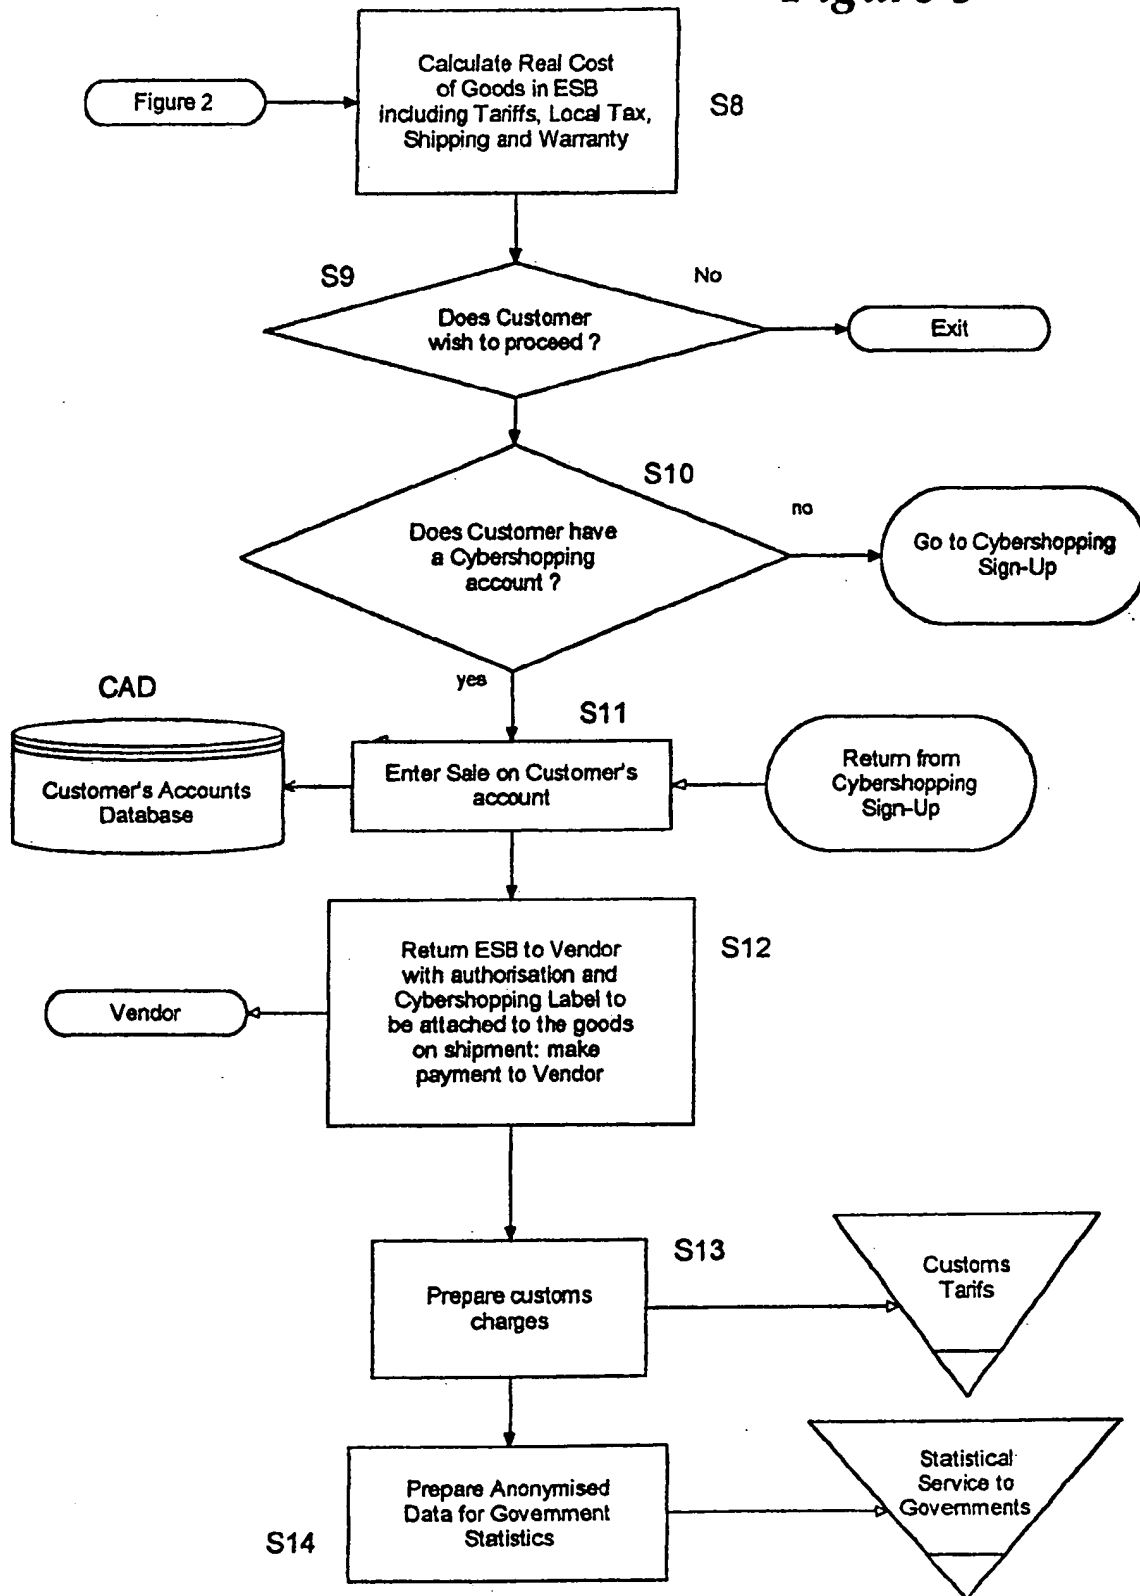 Calculate Real Cost
of Goods in ESB
including Tariffs, Local Tax,
Shipping and Warranty
S8
Figure 2
S9
No
Does Customer
wish to proceed ?
Exit
S10
no
Does Customer have
a Cybershopping
account ?
Go to Cybershopping
Sign-Up
yes
CAD
S11
Customer's Accounts
Database
Enter Sale on Customer's
account
Return from
Cybershopping
Sign-Up
Return ESB to Vendor
with authorisation and
Cybershopping Label to
be attached to the goods
on shipment: make
payment to Vendor
S12
Vendor
S13
Prepare customs
charges
Customs
Tarifs
Prepare Anonymised
Data for Government
Statistics
S14
Statistical
Service to
Governments